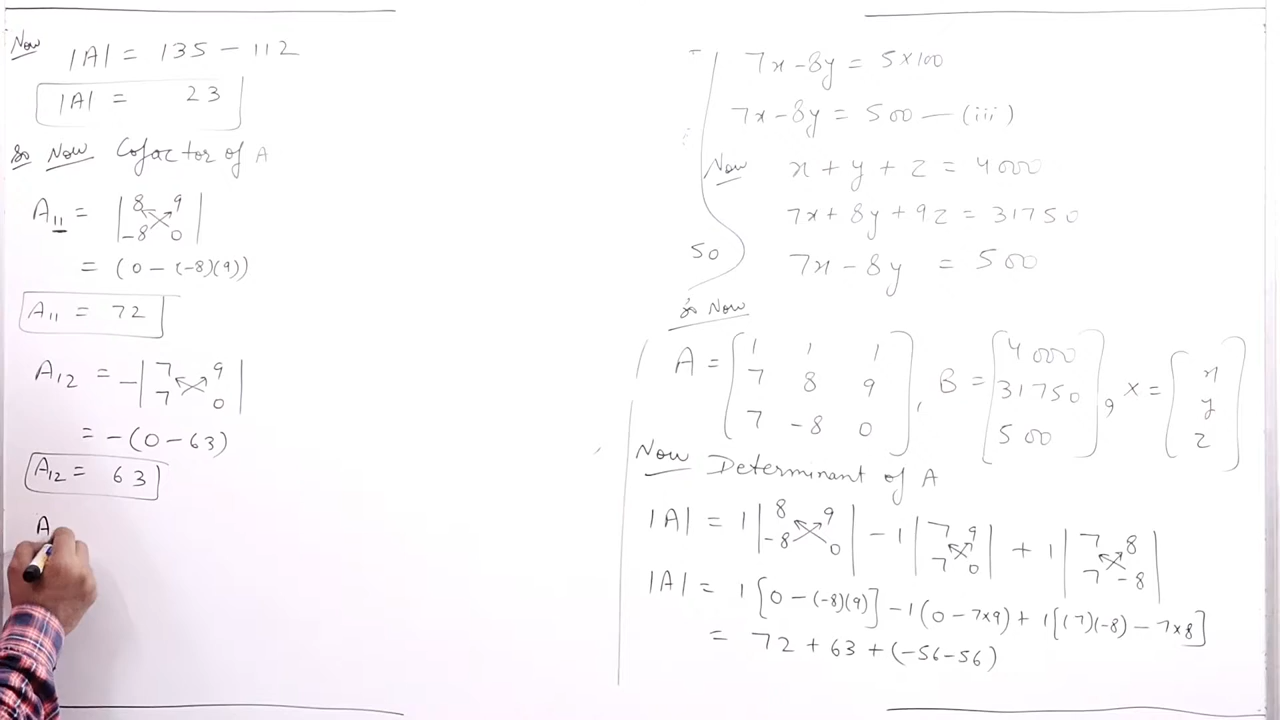 Now |A| = 135 - 112
|A| = 23
So Now Cofactor of A
A₁₁ = | 8 9 |
| -8 0 |
= (0 - (-8)(9))
A₁₁ = 72
A₁₂ = - | 7 9 |
| 7 0 |
= -(0 - 63)
A₁₂ = 63
A
7x - 8y = 5×100
7x - 8y = 500 — (iii)
Now x + y + z = 4000
7x + 8y + 9z = 31750
So 7x - 8y = 500
So Now
A = [ 1 1 1
7 8 9
7 -8 0 ] , B = [ 4000
31750
500 ] , X = [ x
y
z ]
Now Determinant of A
|A| = 1 | 8 9 | - 1 | 7 9 | + 1 | 7 8 |
| -8 0 | | 7 0 | | 7 -8 |
|A| = 1 [0 - (-8)(9)] - 1 (0 - 7×9) + 1 [(7)(-8) - 7×8]
= 72 + 63 + (-56 - 56)